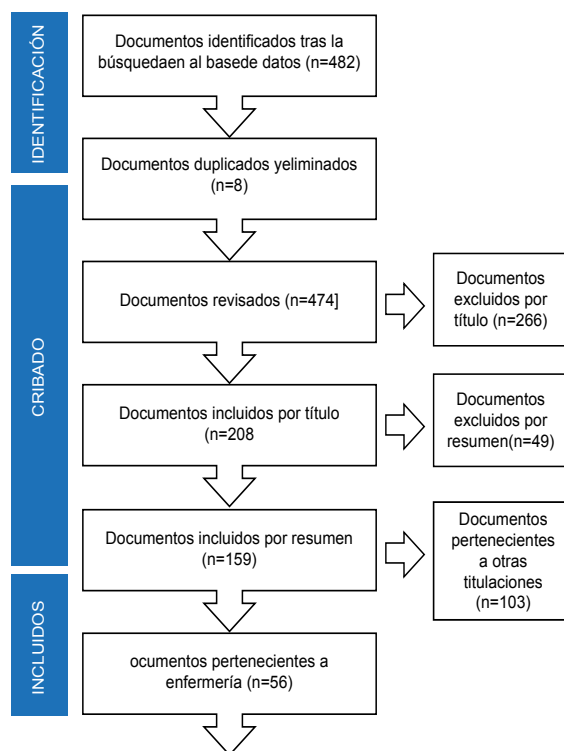 IDENTIFICACIÓN
Documentos identificados tras la
búsquedaen al basede datos (n=482)
Documentos duplicados yeliminados
(n=8)
CRIBADO
Documentos revisados (n=474]
Documentos
excluidos por
título (n=266)
Documentos incluidos por título
(n=208
Documentos
excluidos por
resumen(n=49)
Documentos incluidos por resumen
(n=159)
Documentos
pertenecientes
a otras
titulaciones
(n=103)
INCLUIDOS
ocumentos pertenecientes a
enfermería (n=56)